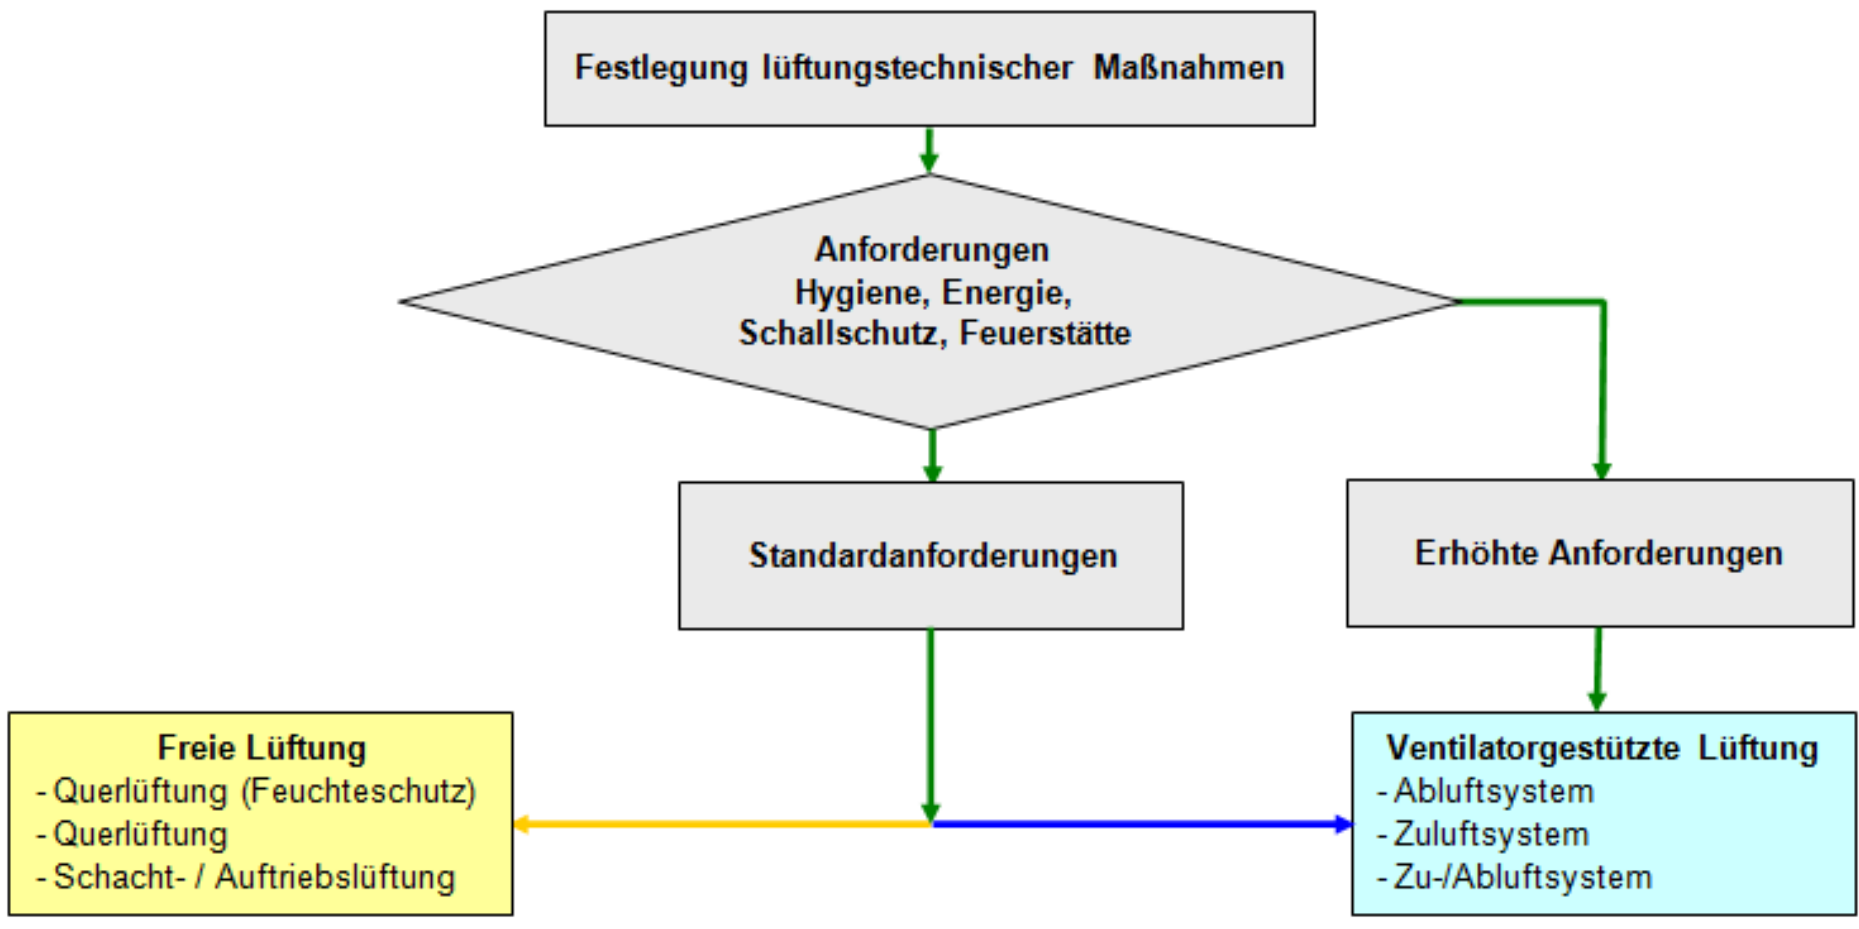 Festlegung lüftungstechnischer Maßnahmen
Anforderungen
Hygiene, Energie,
Schallschutz, Feuerstätte
Standardanforderungen
Erhöhte Anforderungen
Freie Lüftung
- Querlüftung (Feuchteschutz)
- Querlüftung
- Schacht- / Auftriebslüftung
Ventilatorgestützte Lüftung
- Abluftsystem
- Zuluftsystem
- Zu-/Abluftsystem